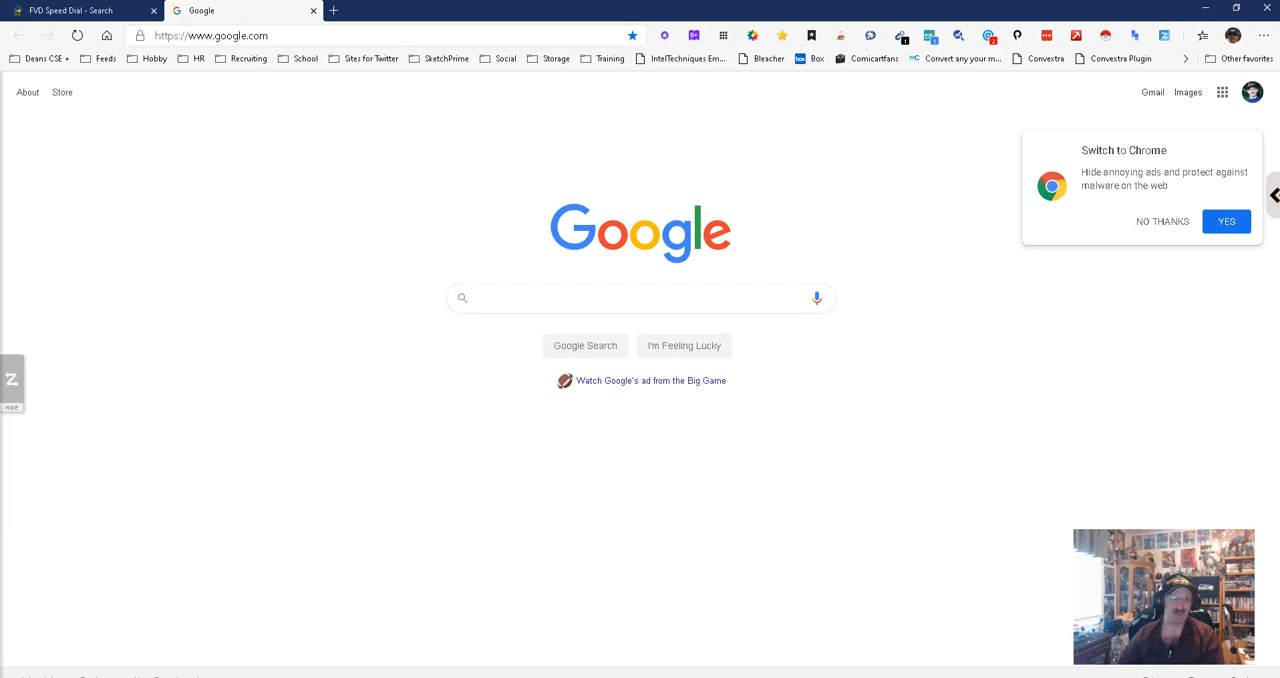 FVD Speed Dial - Search
Google
https://www.google.com
Deans CSE
Feeds
Hobby
HR
Recruiting
School
Sites for Twitter
SketchPrime
Social
Storage
Training
IntelTechniques Em...
Bleacher
box
Box
Comicartfans
MC
Convert any your m...
Convextra
Convextra Plugin
Other favorites
About
Store
Gmail
Images
Switch to Chrome
Hide annoying ads and protect against
malware on the web
NO THANKS
YES
Google
Google Search
I'm Feeling Lucky
Watch Google's ad from the Big Game
HIDE